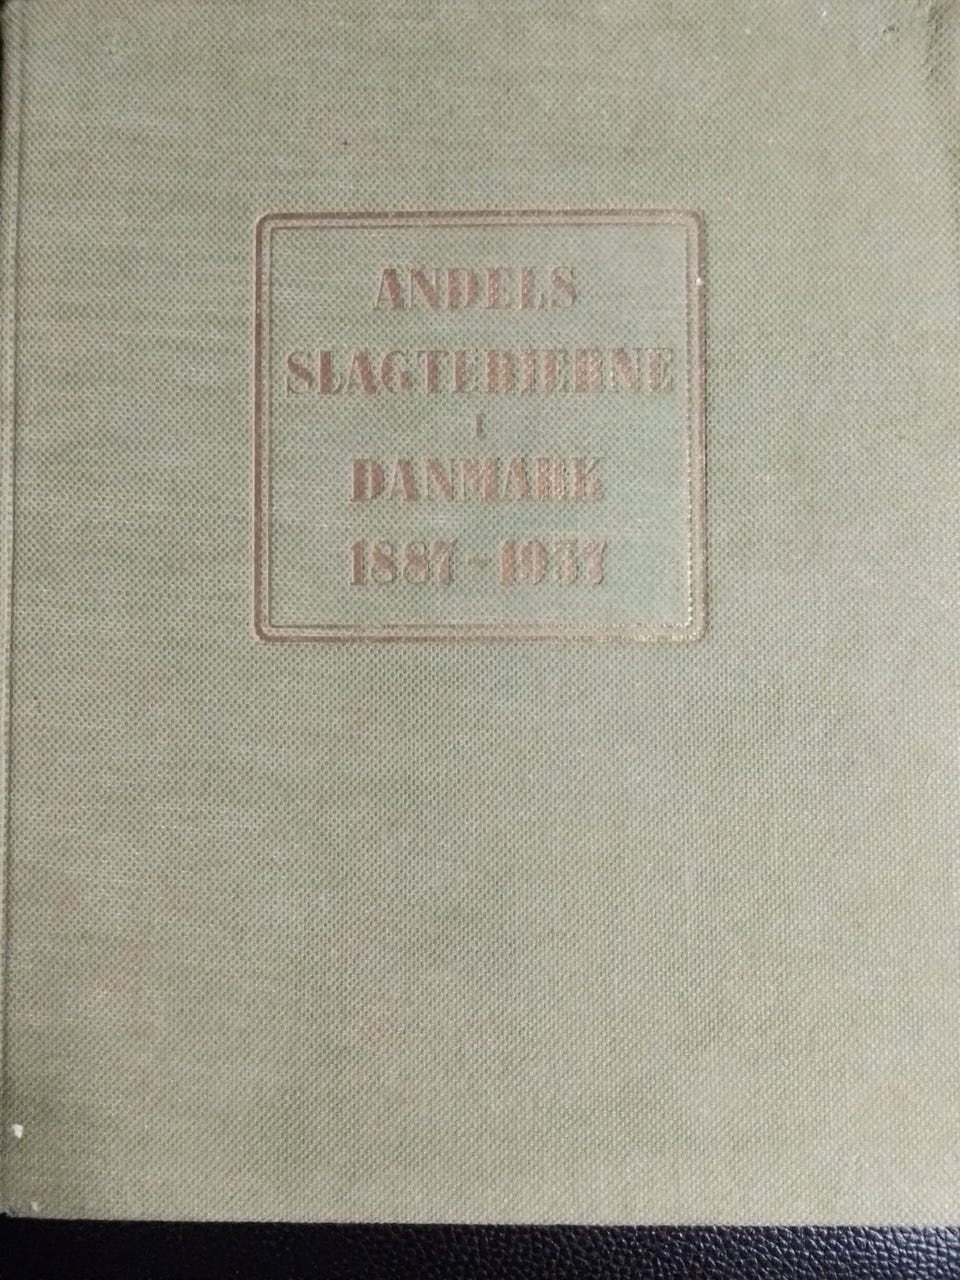 ANDELS
SLAGTERIERNE
I
DANMARK
1887-1937